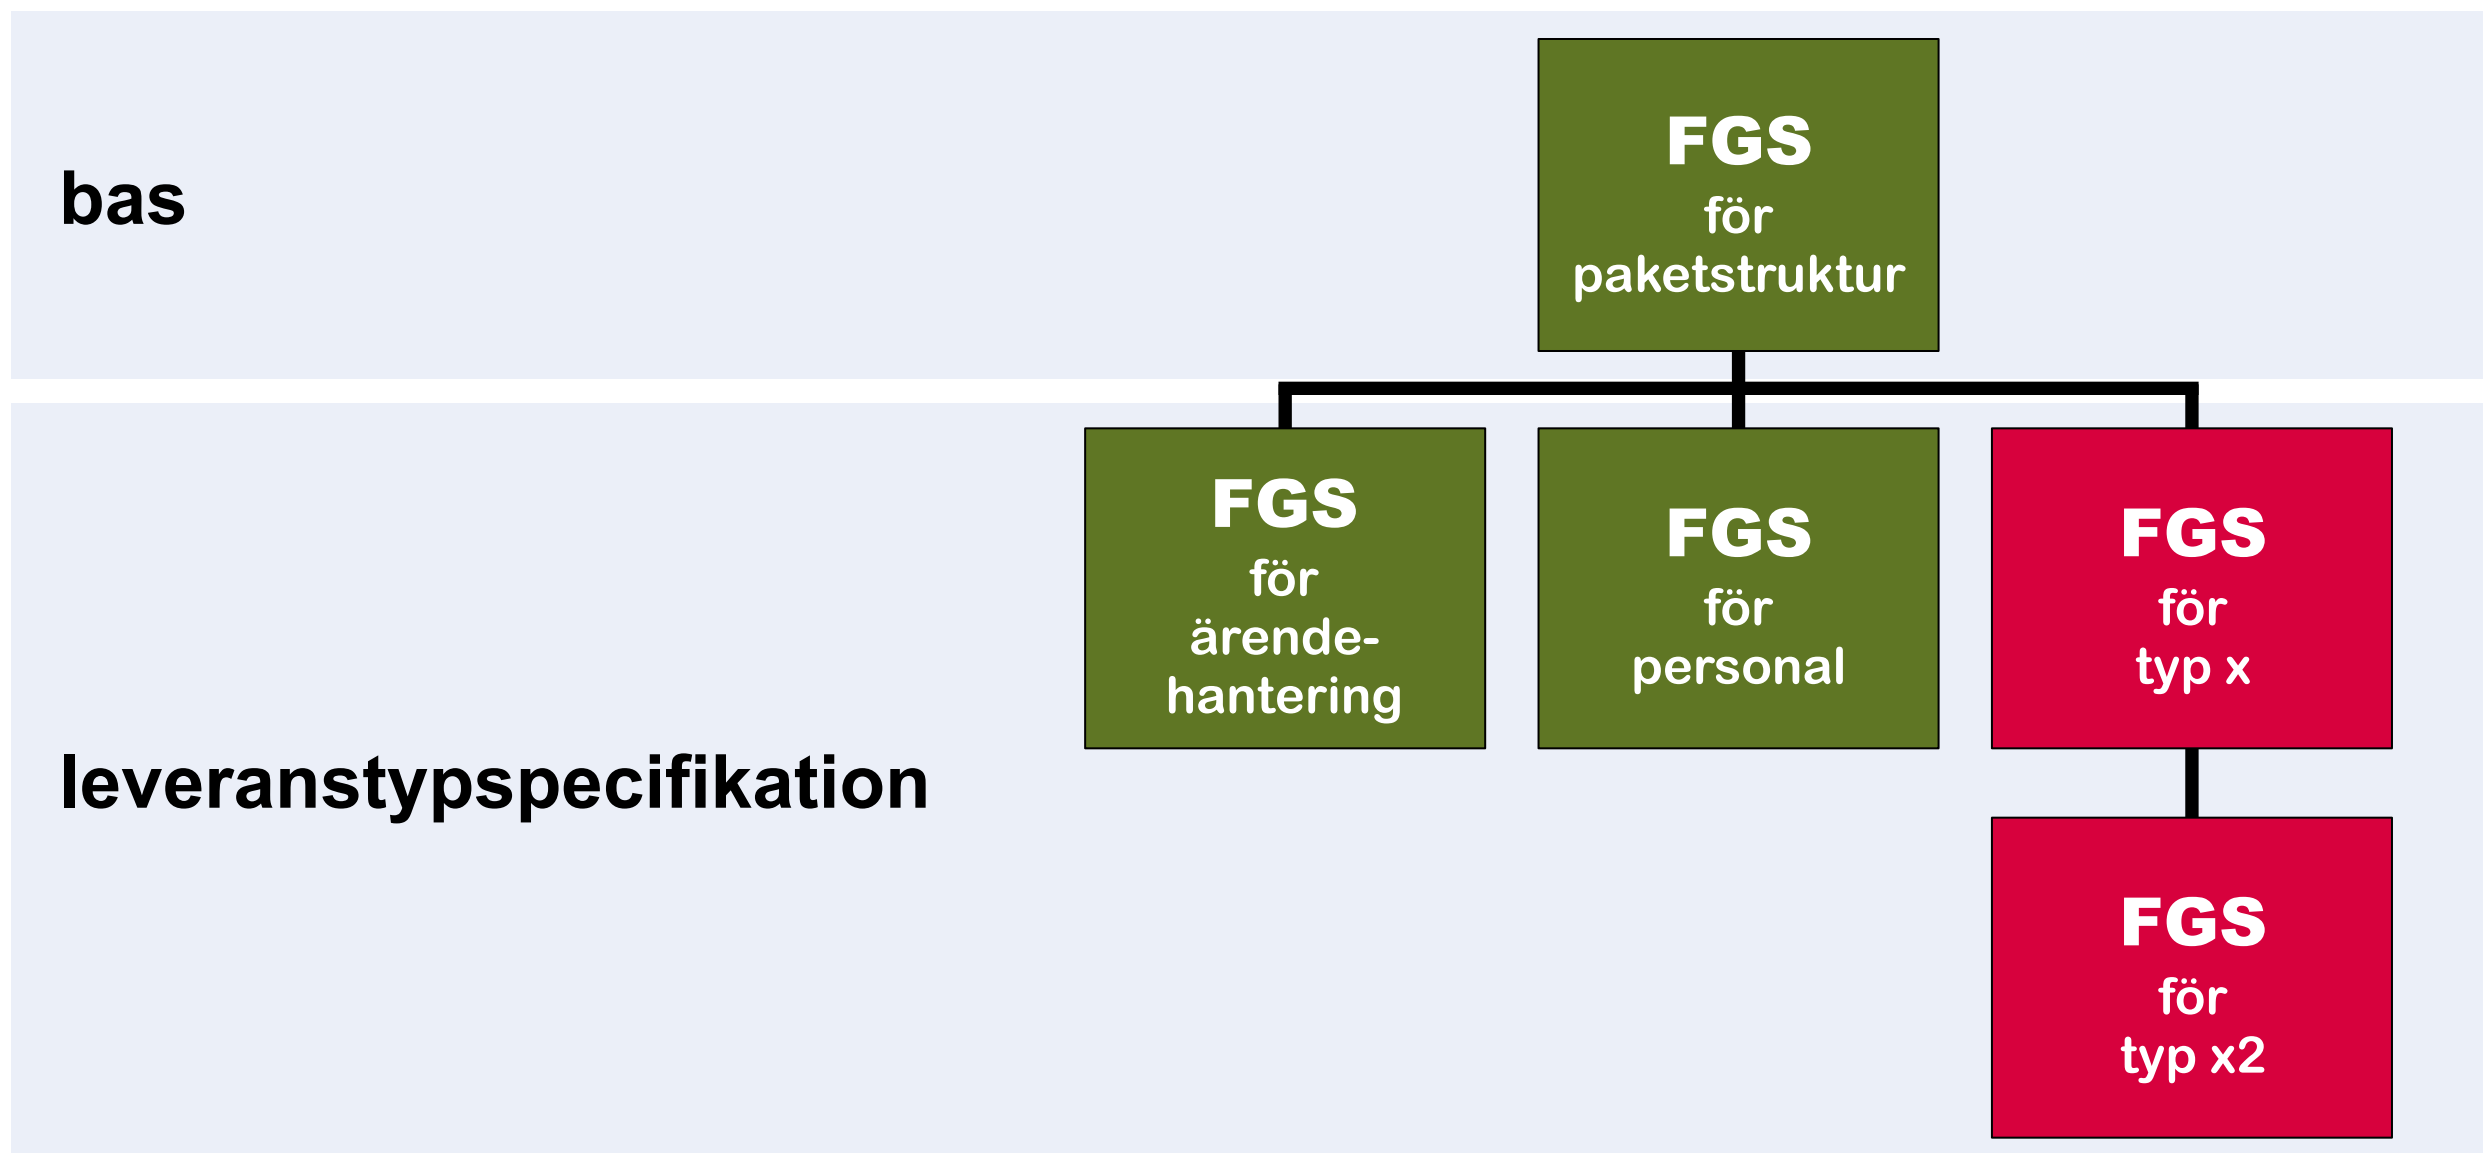 bas
FGS
för
paketstruktur
leveranstypspecifikation
FGS
för
ärende-
hantering
FGS
för
personal
FGS
för
typ x
FGS
för
typ x2